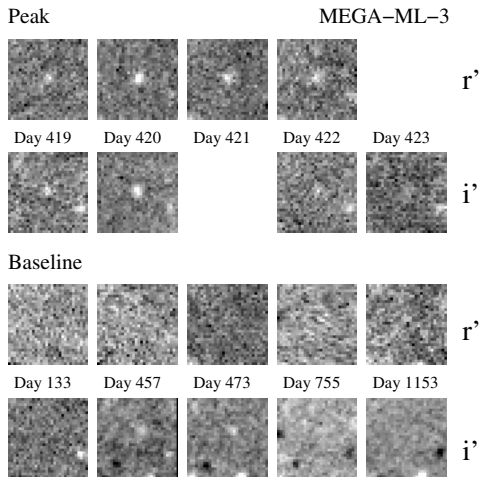 Peak MEGA−ML−3
r'
Day 419 Day 420 Day 421 Day 422 Day 423
i'
Baseline
r'
Day 133 Day 457 Day 473 Day 755 Day 1153
i'